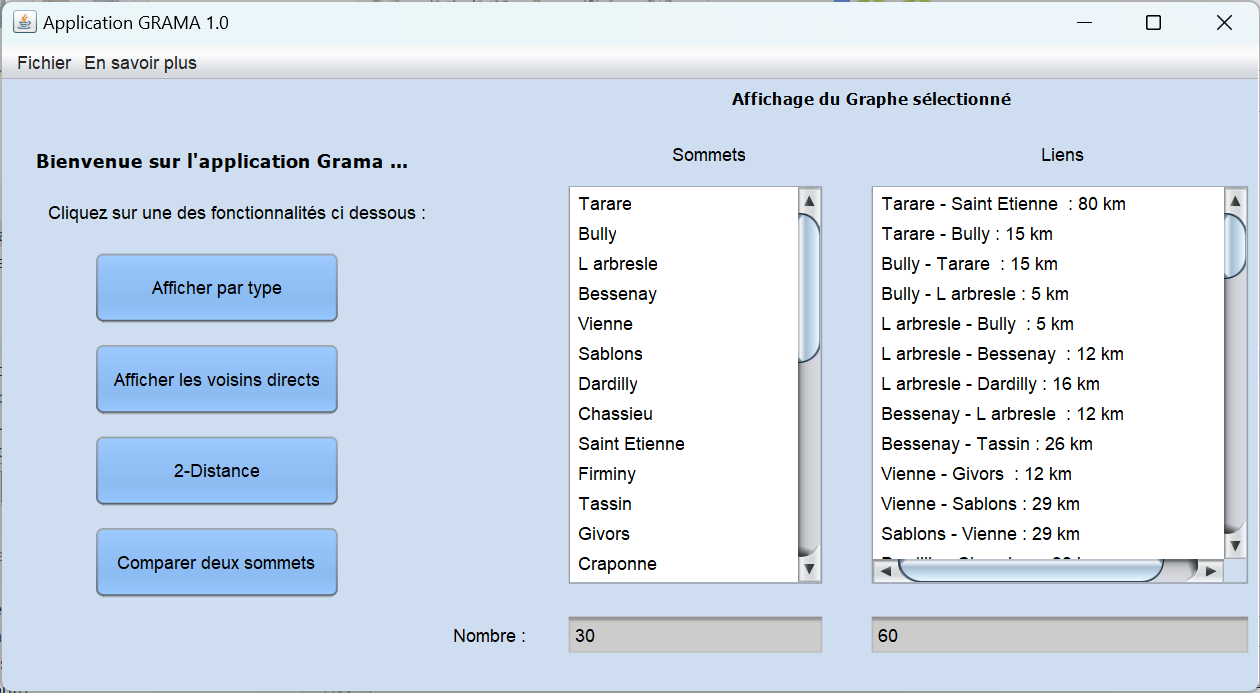 Application GRAMA 1.0
Fichier En savoir plus
Affichage du Graphe sélectionné
Bienvenue sur l'application Grama ...
Cliquez sur une des fonctionnalités ci dessous :
Afficher par type
Afficher les voisins directs
2-Distance
Comparer deux sommets
Sommets
Tarare
Bully
L arbresle
Bessenay
Vienne
Sablons
Dardilly
Chassieu
Saint Etienne
Firminy
Tassin
Givors
Craponne
Liens
Tarare - Saint Etienne  : 80 km
Tarare - Bully : 15 km
Bully - Tarare  : 15 km
Bully - L arbresle : 5 km
L arbresle - Bully  : 5 km
L arbresle - Bessenay  : 12 km
L arbresle - Dardilly : 16 km
Bessenay - L arbresle  : 12 km
Bessenay - Tassin : 26 km
Vienne - Givors  : 12 km
Vienne - Sablons : 29 km
Sablons - Vienne : 29 km
Nombre :
30
60